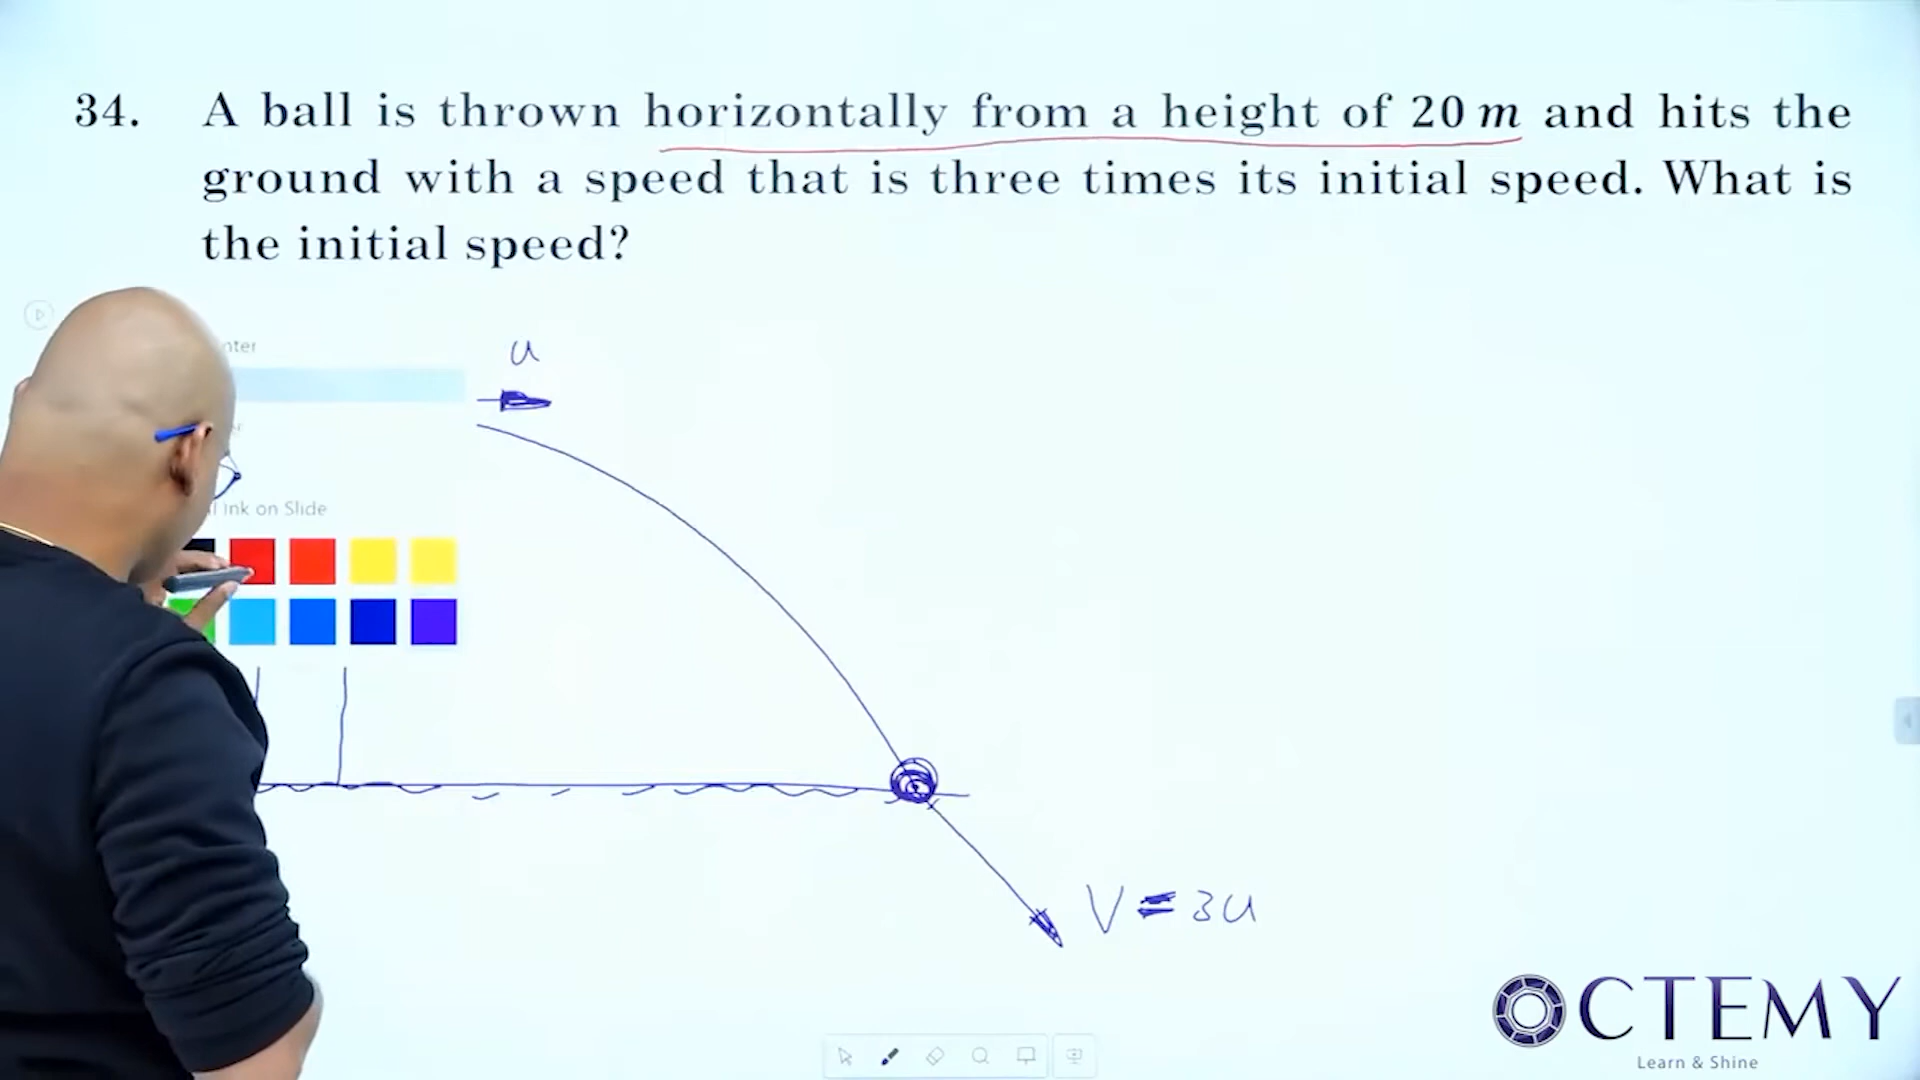 34. A ball is thrown horizontally from a height of 20 m and hits the
ground with a speed that is three times its initial speed. What is
the initial speed?
u
Ink on Slide
V = 3u
OCTEMY
Learn & Shine